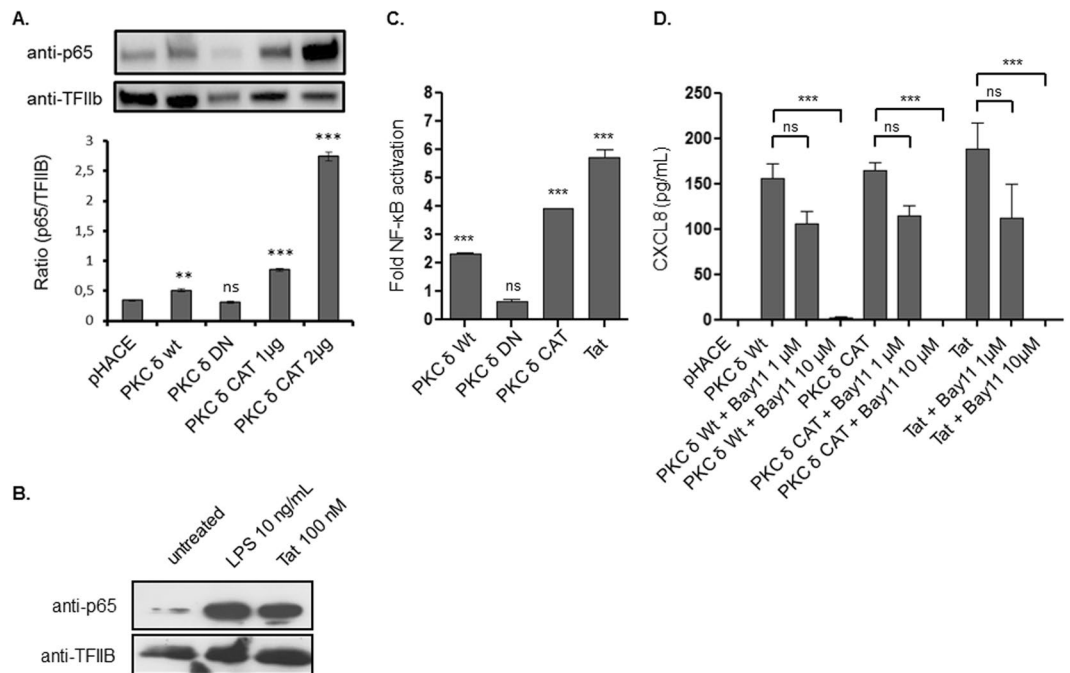 A.
anti-p65
anti-TFIIb
Ratio (p65/TFIIB)
3
2,5
2
1,5
1
0,5
0
**
ns
***
***
pHACE
PKC δ wt
PKC δ DN
PKC δ CAT 1µg
PKC δ CAT 2µg
B.
untreated
LPS 10 ng/mL
Tat 100 nM
anti-p65
anti-TFIIB
C.
Fold NF-κB activation
8
7
6
5
4
3
2
1
0
***
ns
***
***
PKC δ Wt
PKC δ DN
PKC δ CAT
Tat
D.
CXCL8 (pg/mL)
250
200
150
100
50
0
***
ns
***
ns
***
ns
pHACE
PKC δ Wt
PKC δ Wt + Bay11 1 µM
PKC δ Wt + Bay11 10 µM
PKC δ CAT
PKC δ CAT + Bay11 1 µM
PKC δ CAT + Bay11 10 µM
Tat
Tat + Bay11 1µM
Tat + Bay11 10µM